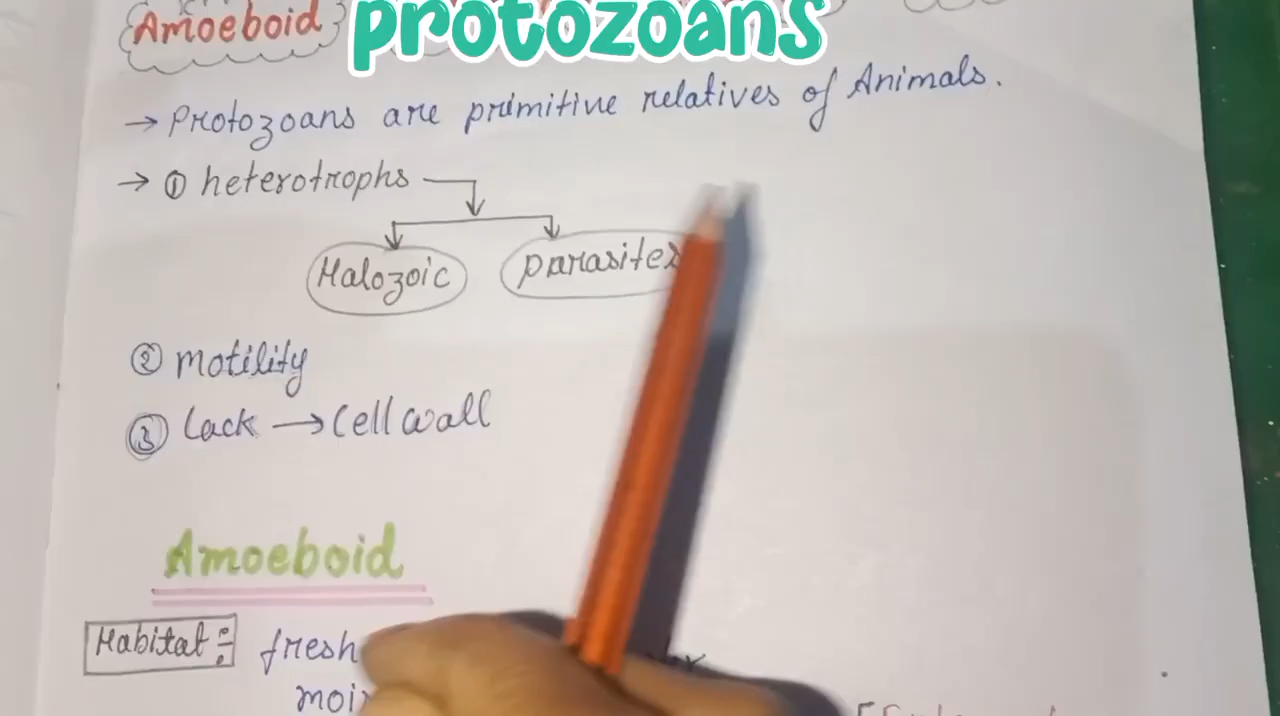 Amoeboid protozoans
→ Protozoans are primitive relatives of Animals.
→ ① heterotrophs
Halozoic parasites
② motility
③ Lack → Cell wall
Amoeboid
Habitat: fresh